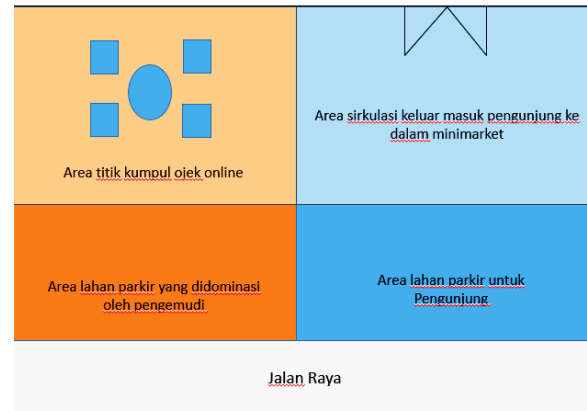 Area sirkulasi keluar masuk pengunjung ke
dalam minimarket
Area titik kumpul ojek online
Area lahan parkir yang didominasi
oleh pengemudi
Area lahan parkir untuk
Pengunjung
Jalan Raya